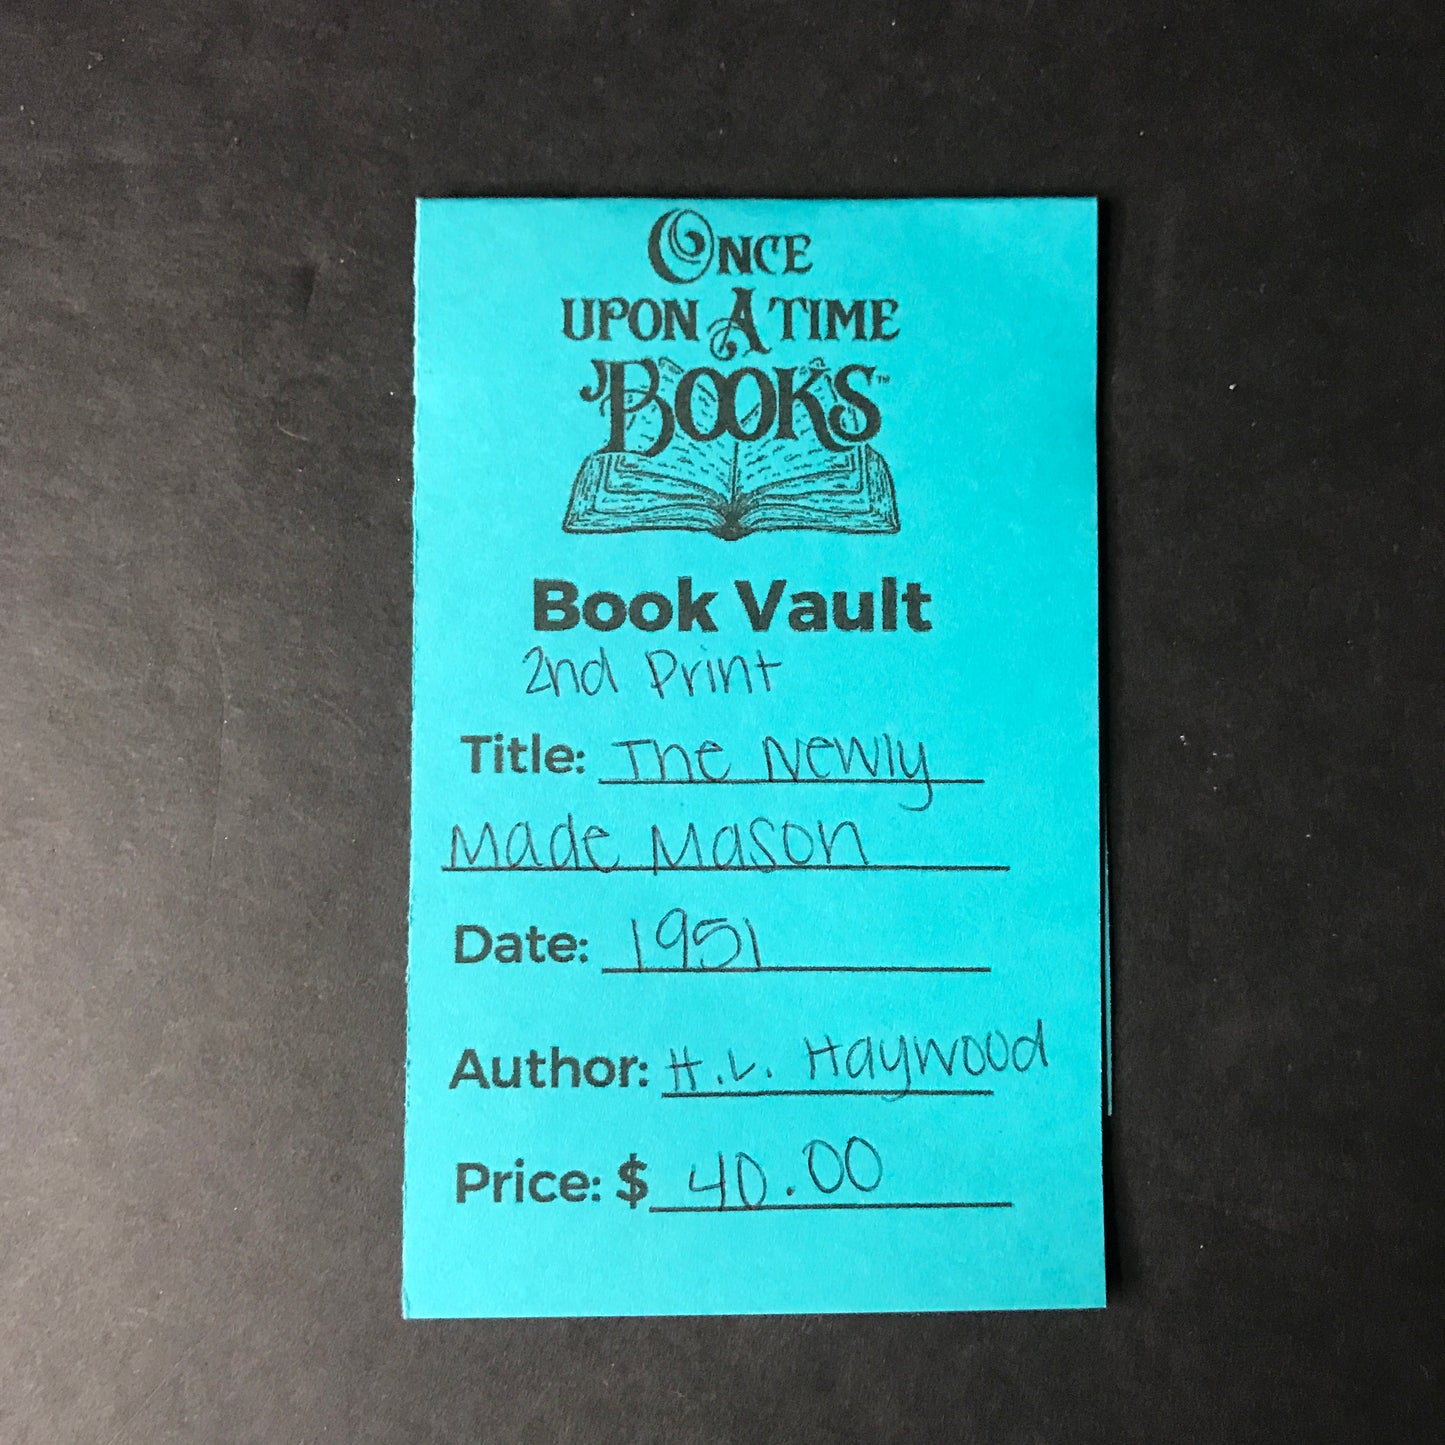 ONCE
UPON A TIME
BOOKS™
Book Vault
2nd Print
Title: The Newly
Made Mason
Date: 1951
Author: H.L. Haywood
Price: $ 40.00